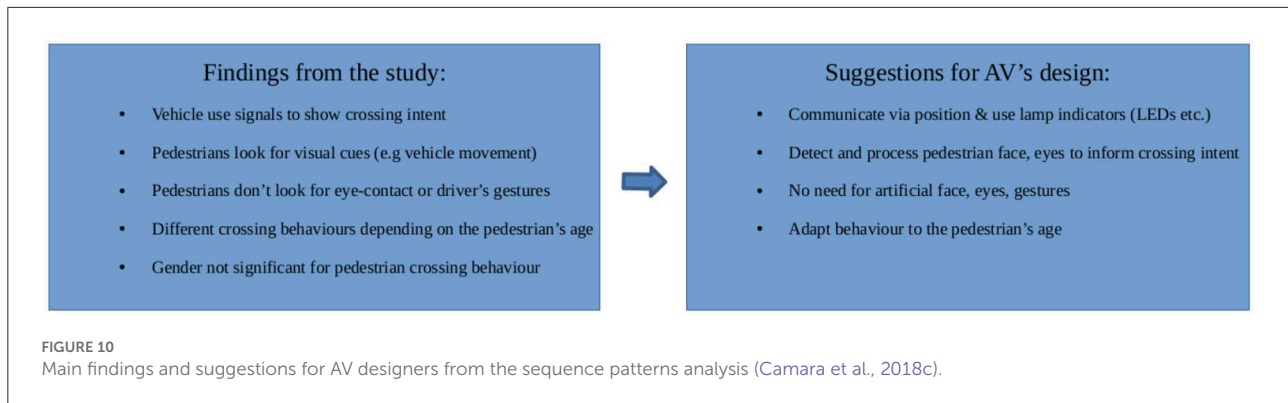 Findings from the study:
• Vehicle use signals to show crossing intent
• Pedestrians look for visual cues (e.g vehicle movement)
• Pedestrians don't look for eye-contact or driver's gestures
• Different crossing behaviours depending on the pedestrian's age
• Gender not significant for pedestrian crossing behaviour
Suggestions for AV's design:
• Communicate via position & use lamp indicators (LEDs etc.)
• Detect and process pedestrian face, eyes to inform crossing intent
• No need for artificial face, eyes, gestures
• Adapt behaviour to the pedestrian's age
FIGURE 10
Main findings and suggestions for AV designers from the sequence patterns analysis (Camara et al., 2018c).